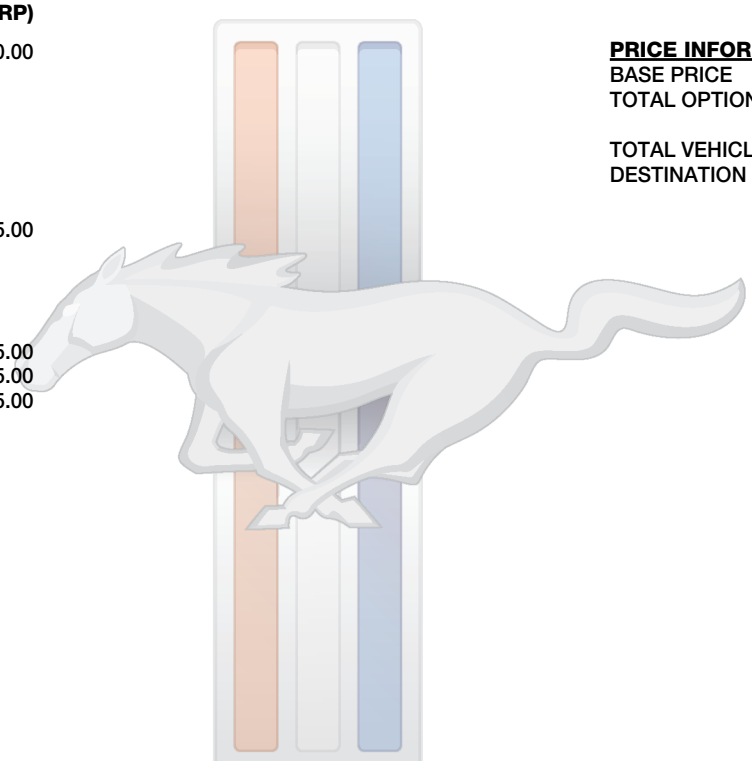 RP)
0.00
5.00
5.00
5.00
5.00
PRICE INFOR
BASE PRICE
TOTAL OPTION
TOTAL VEHICL
DESTINATION